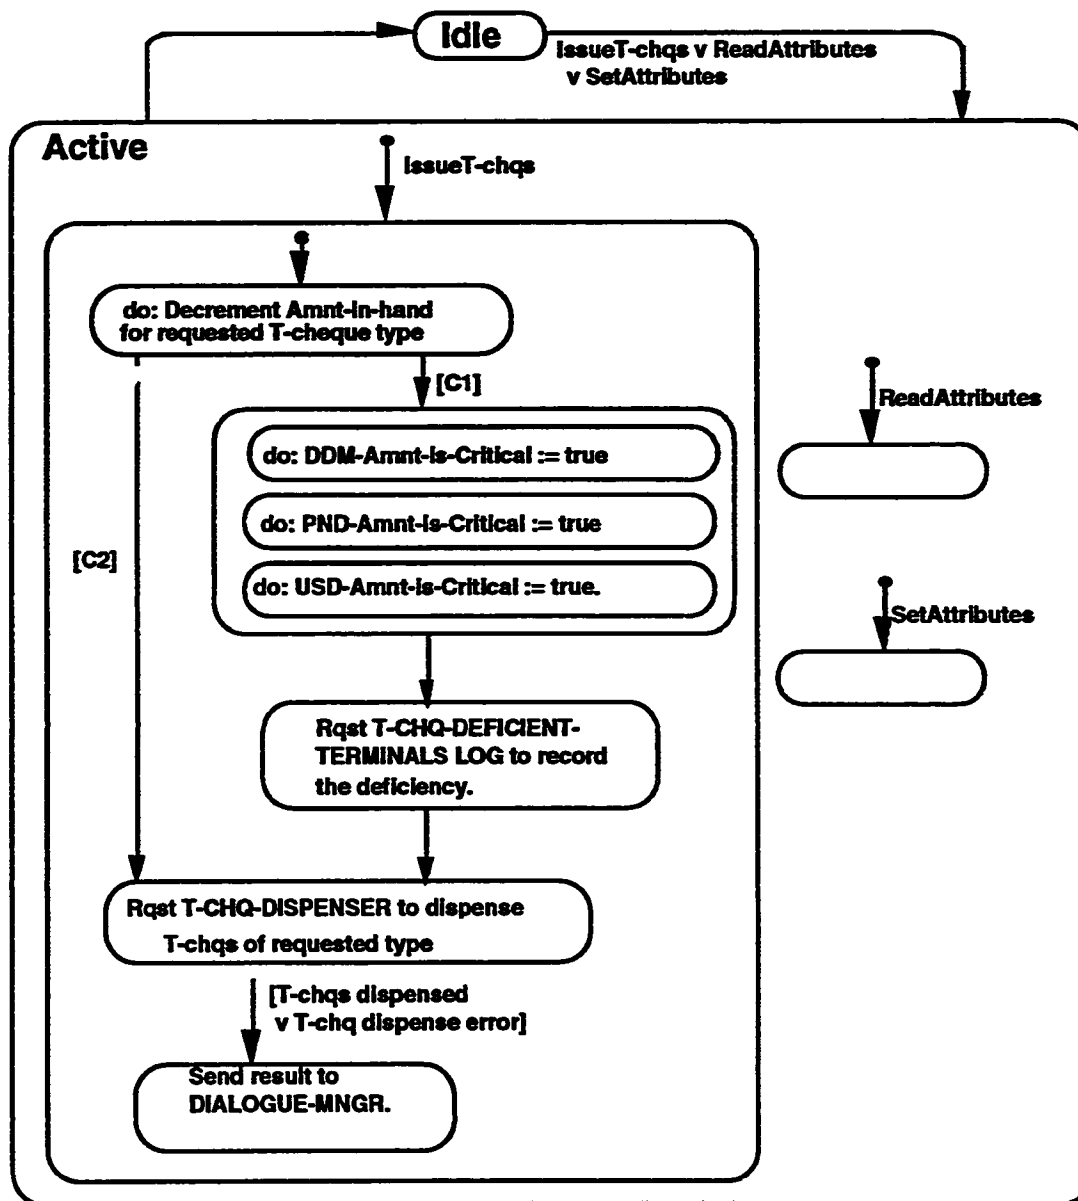 Idle
IssueT-chqs v ReadAttributes
v SetAttributes
Active
IssueT-chqs
do: Decrement Amnt-in-hand
for requested T-cheque type
[C1]
ReadAttributes
do: DDM-Amnt-is-Critical := true
do: PND-Amnt-is-Critical := true
[C2]
do: USD-Amnt-is-Critical := true.
SetAttributes
Rqst T-CHQ-DEFICIENT-
TERMINALS LOG to record
the deficiency.
Rqst T-CHQ-DISPENSER to dispense
T-chqs of requested type
[T-chqs dispensed
v T-chq dispense error]
Send result to
DIALOGUE-MNGR.